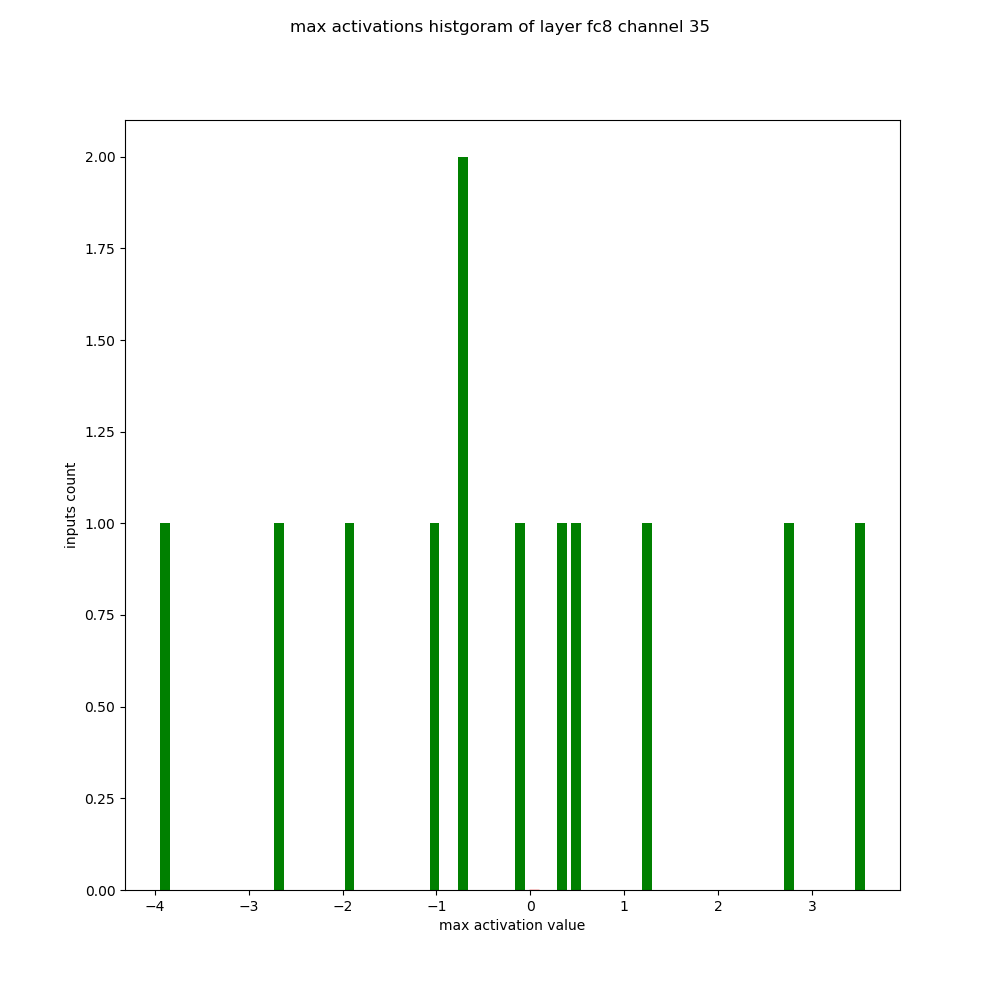 max activations histgoram of layer fc8 channel 35
2.00
1.75
1.50
1.25
1.00
0.75
0.50
0.25
0.00
inputs count
−4 −3 −2 −1 0 1 2 3
max activation value